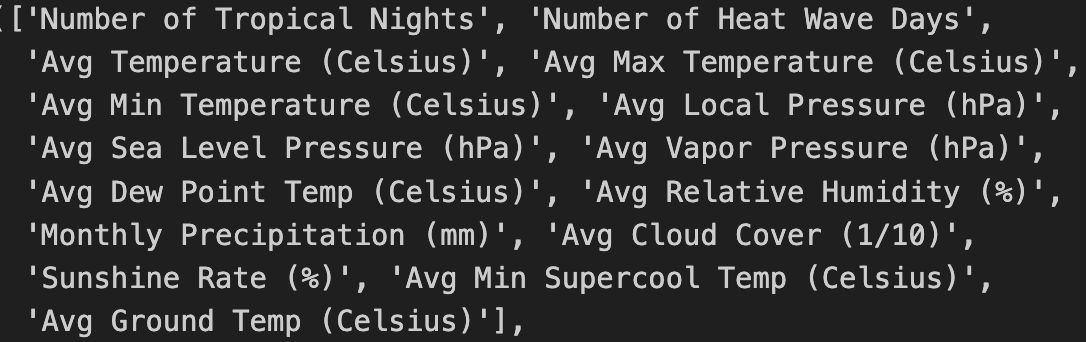 (['Number of Tropical Nights', 'Number of Heat Wave Days',
'Avg Temperature (Celsius)', 'Avg Max Temperature (Celsius)',
'Avg Min Temperature (Celsius)', 'Avg Local Pressure (hPa)',
'Avg Sea Level Pressure (hPa)', 'Avg Vapor Pressure (hPa)',
'Avg Dew Point Temp (Celsius)', 'Avg Relative Humidity (%)',
'Monthly Precipitation (mm)', 'Avg Cloud Cover (1/10)',
'Sunshine Rate (%)', 'Avg Min Supercool Temp (Celsius)',
'Avg Ground Temp (Celsius)'],